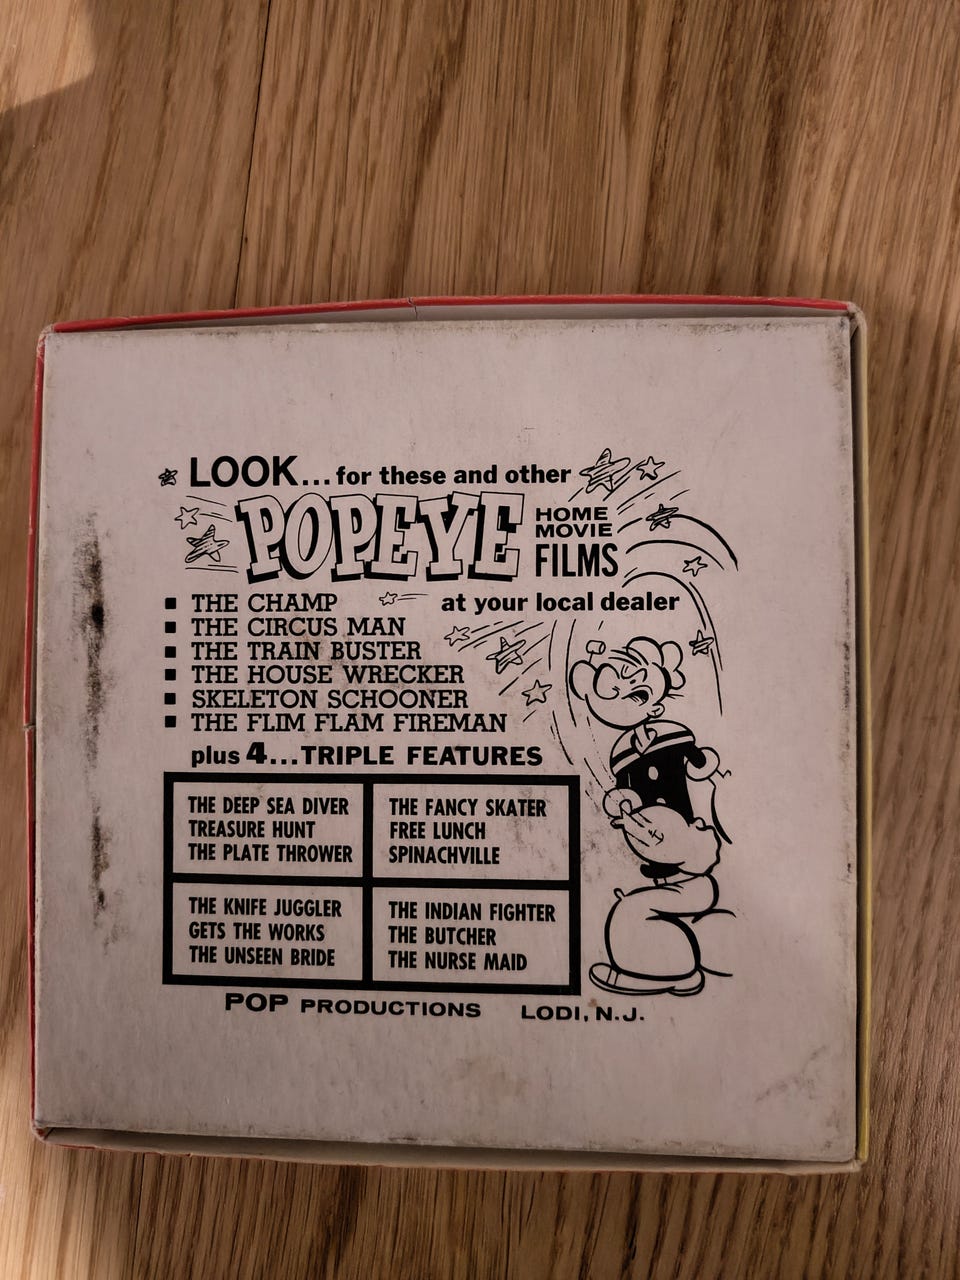 LOOK...for these and other
POPEYE HOME MOVIE FILMS
at your local dealer
■ THE CHAMP
■ THE CIRCUS MAN
■ THE TRAIN BUSTER
■ THE HOUSE WRECKER
■ SKELETON SCHOONER
■ THE FLIM FLAM FIREMAN
plus 4...TRIPLE FEATURES
THE DEEP SEA DIVER
TREASURE HUNT
THE PLATE THROWER
THE FANCY SKATER
FREE LUNCH
SPINACHVILLE
THE KNIFE JUGGLER
GETS THE WORKS
THE UNSEEN BRIDE
THE INDIAN FIGHTER
THE BUTCHER
THE NURSE MAID
POP PRODUCTIONS LODI, N.J.